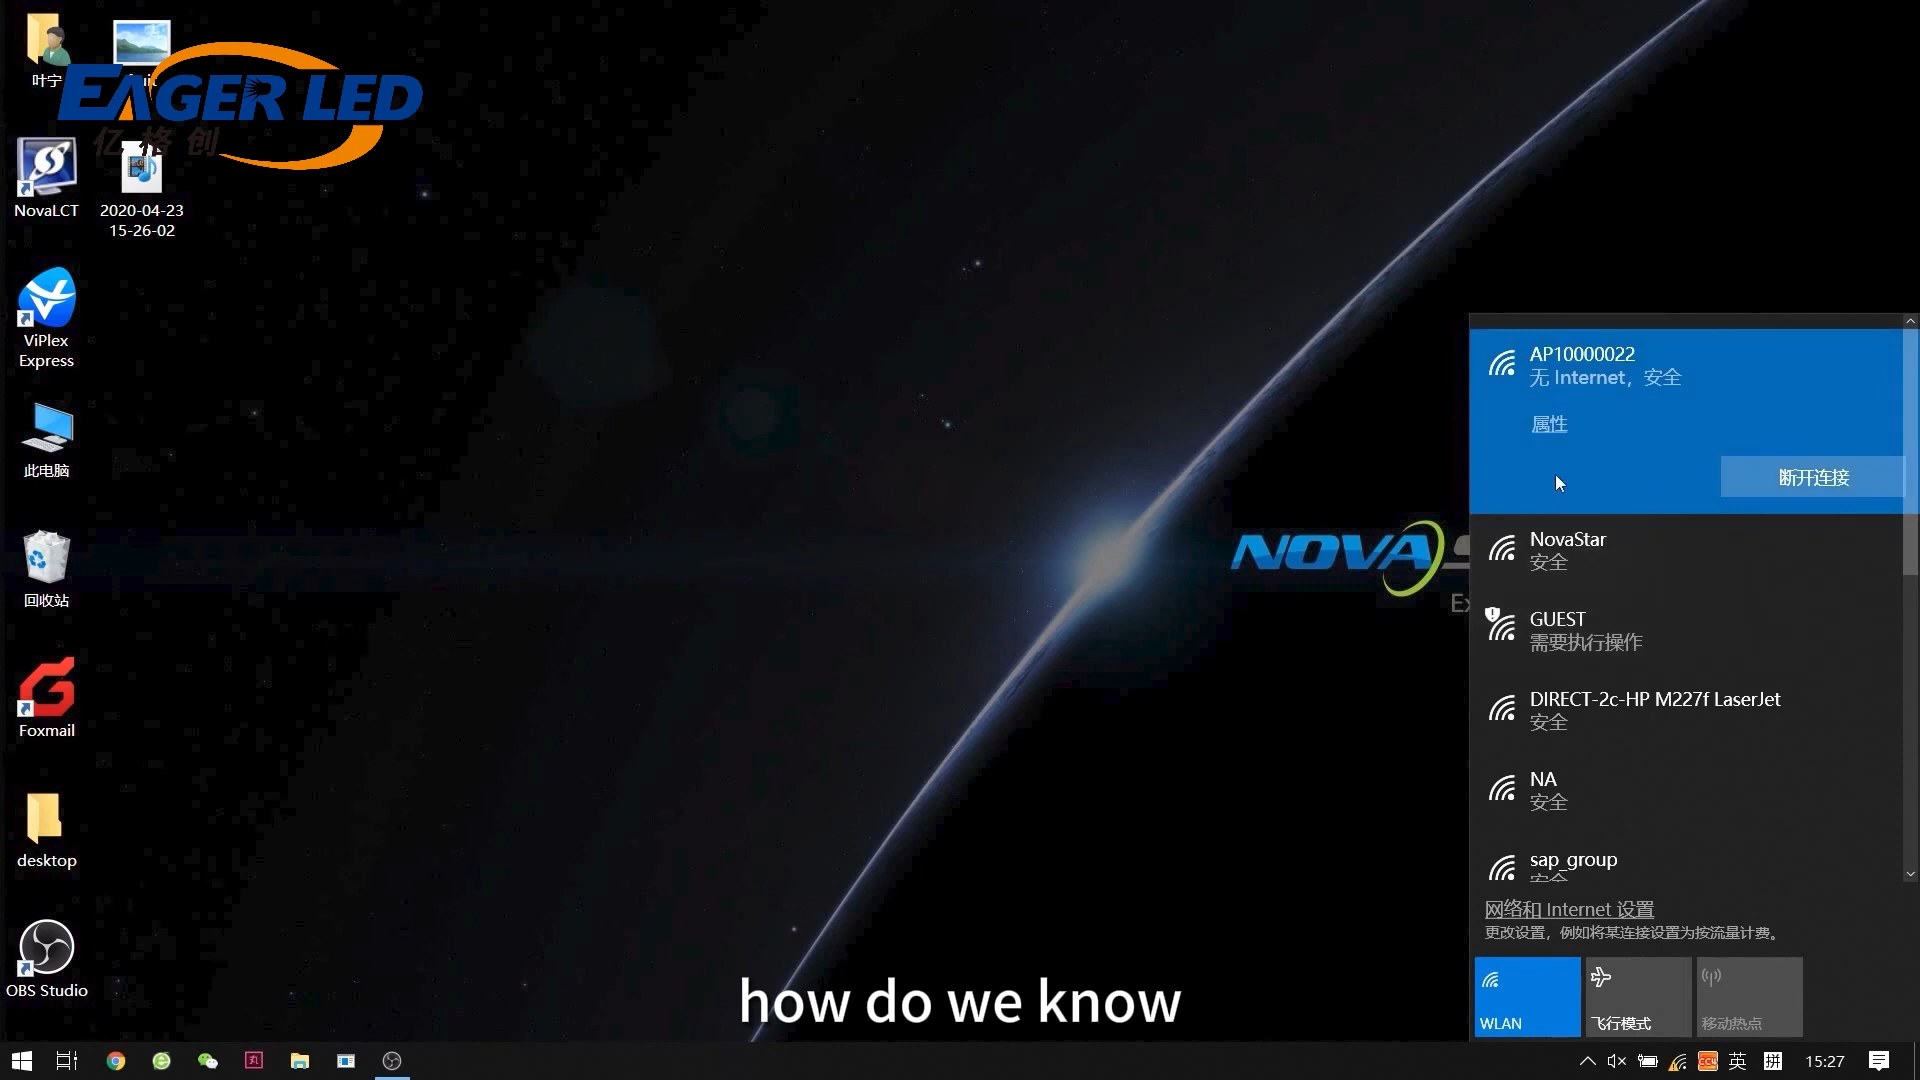 叶宁
EAGER LED
亿格创
NovaLCT
2020-04-23
15-26-02
ViPlex
Express
此电脑
回收站
Foxmail
desktop
OBS Studio
NOVA
Ex
AP10000022
无 Internet，安全
属性
断开连接
NovaStar
安全
GUEST
需要执行操作
DIRECT-2c-HP M227f LaserJet
安全
NA
安全
sap_group
安全
网络和 Internet 设置
更改设置，例如将某连接设置为按流量计费。
WLAN
飞行模式
移动热点
how do we know
英
拼
15:27